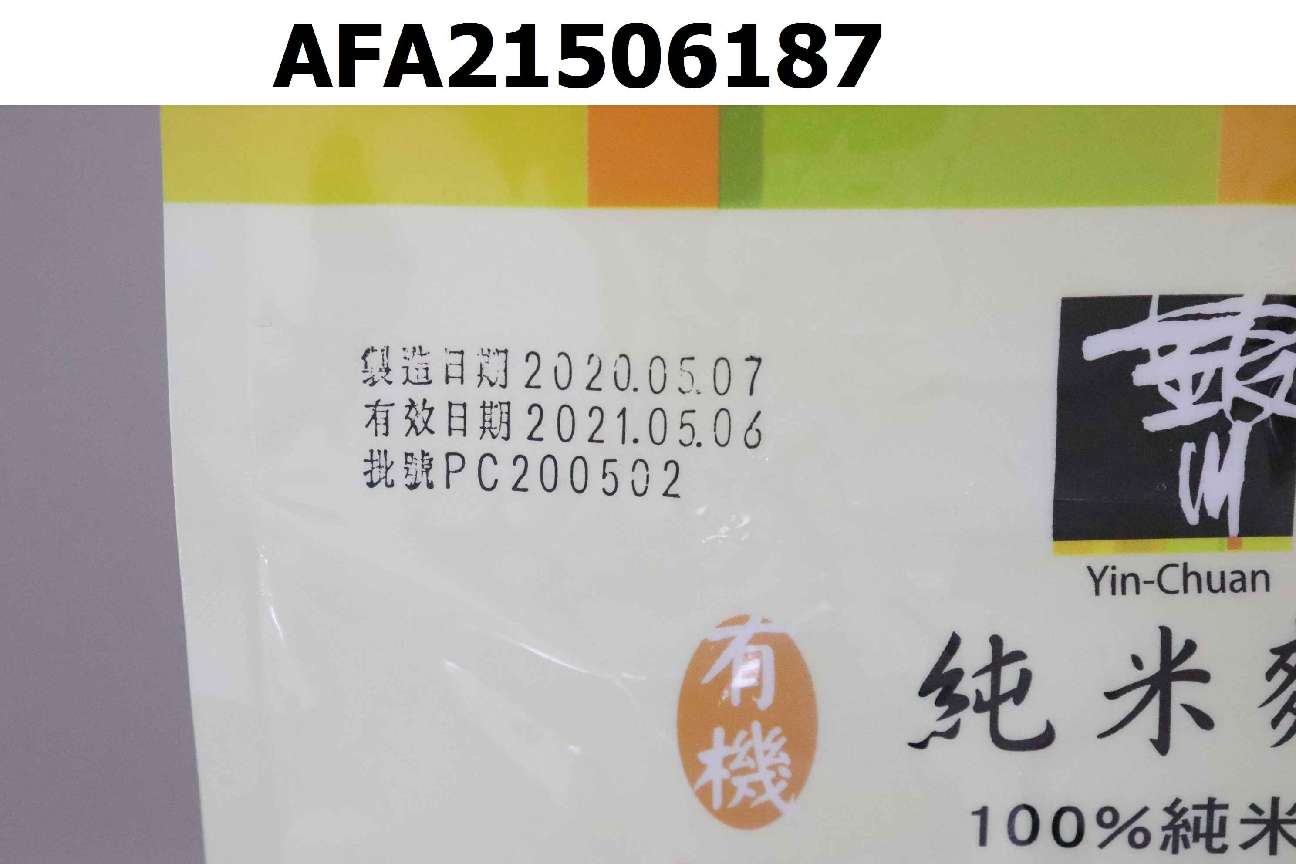 AFA21506187
製造日期2020.05.07
有效日期2021.05.06
批號PC200502
銀川
Yin-Chuan
有機
純米
100%純米